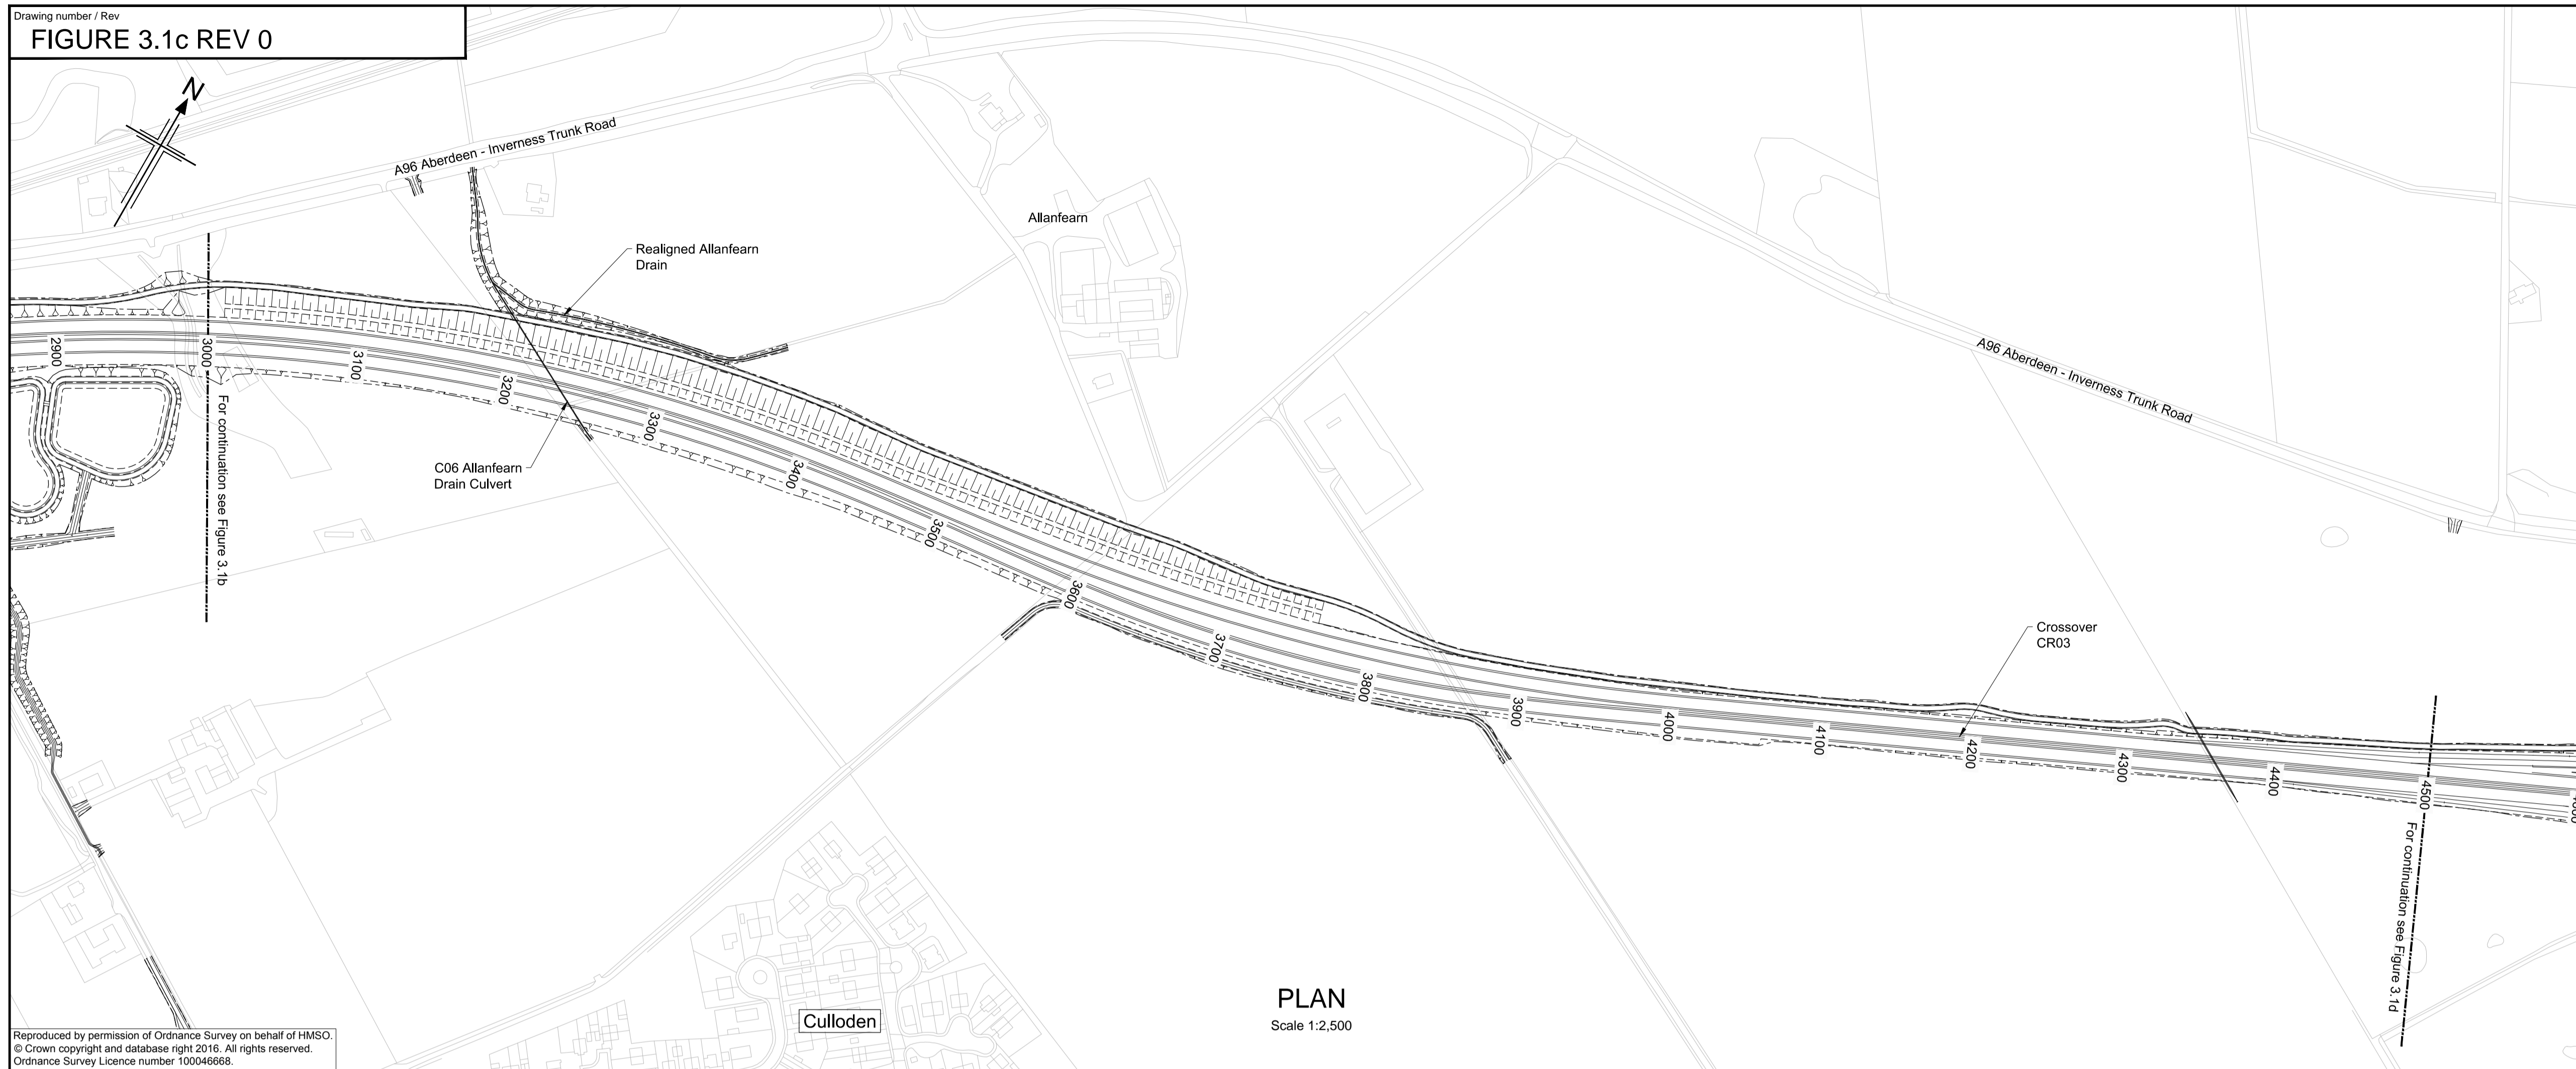 Drawing number / Rev
FIGURE 3.1c REV 0
N
A96 Aberdeen - Inverness Trunk Road
Realigned Allanfearn
Drain
Allanfearn
A96 Aberdeen - Inverness Trunk Road
2900
3000
3100
3200
3300
3400
3500
3600
3700
3800
3900
4000
4100
4200
4300
4400
4500
For continuation see Figure 3.1b
C06 Allanfearn
Drain Culvert
Crossover
CR03
For continuation see Figure 3.1d
Culloden
PLAN
Scale 1:2,500
Reproduced by permission of Ordnance Survey on behalf of HMSO.
© Crown copyright and database right 2016. All rights reserved.
Ordnance Survey Licence number 100046668.